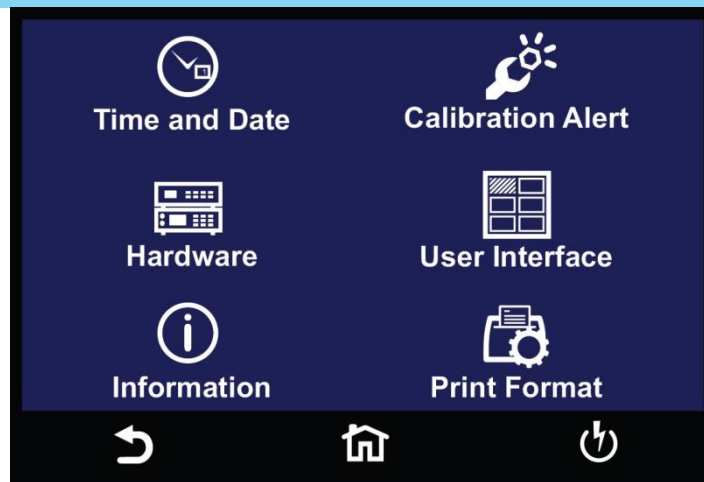 Time and Date
Calibration Alert
Hardware
User Interface
Information
Print Format